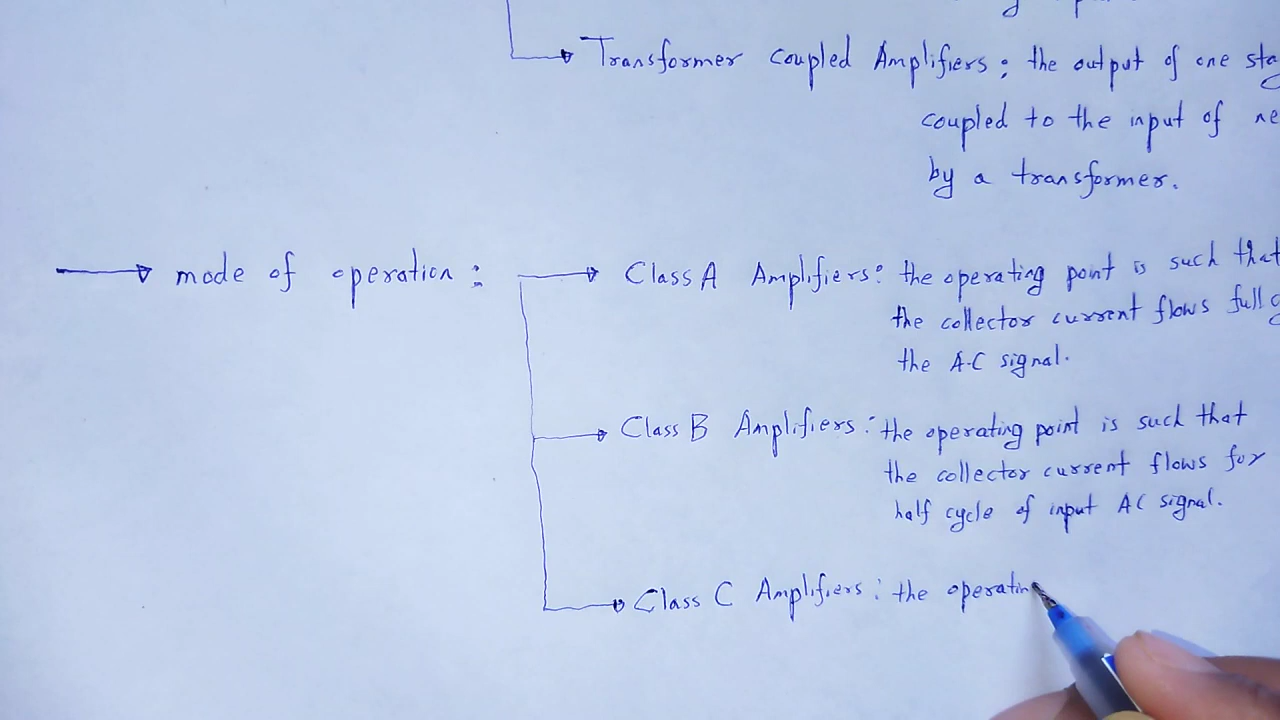 Transformer Coupled Amplifiers : the output of one
coupled to the input of
by a transformer.
mode of operation :
Class A Amplifiers : the operating point is such that
the collector current flows full
the A.C signal.
Class B Amplifiers : the operating point is such that
the collector current flows for
half cycle of input AC signal.
Class C Amplifiers : the operatin